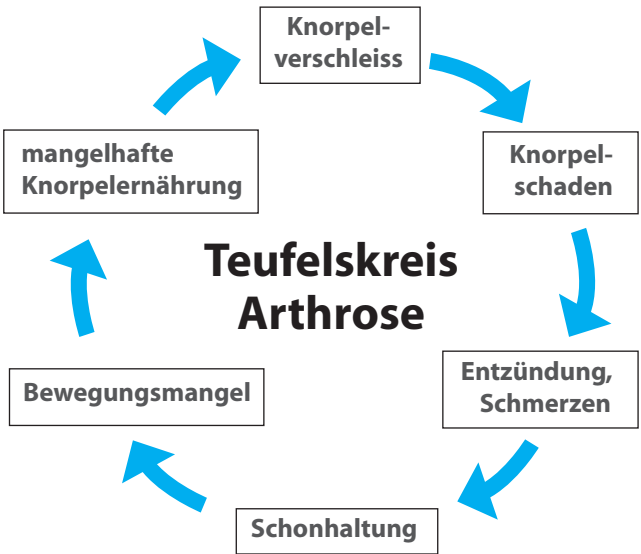 Knorpel-
verschleiss
Knorpel-
schaden
Entzündung,
Schmerzen
Schonhaltung
Bewegungsmangel
mangelhafte
Knorpelernährung
Teufelskreis
Arthrose